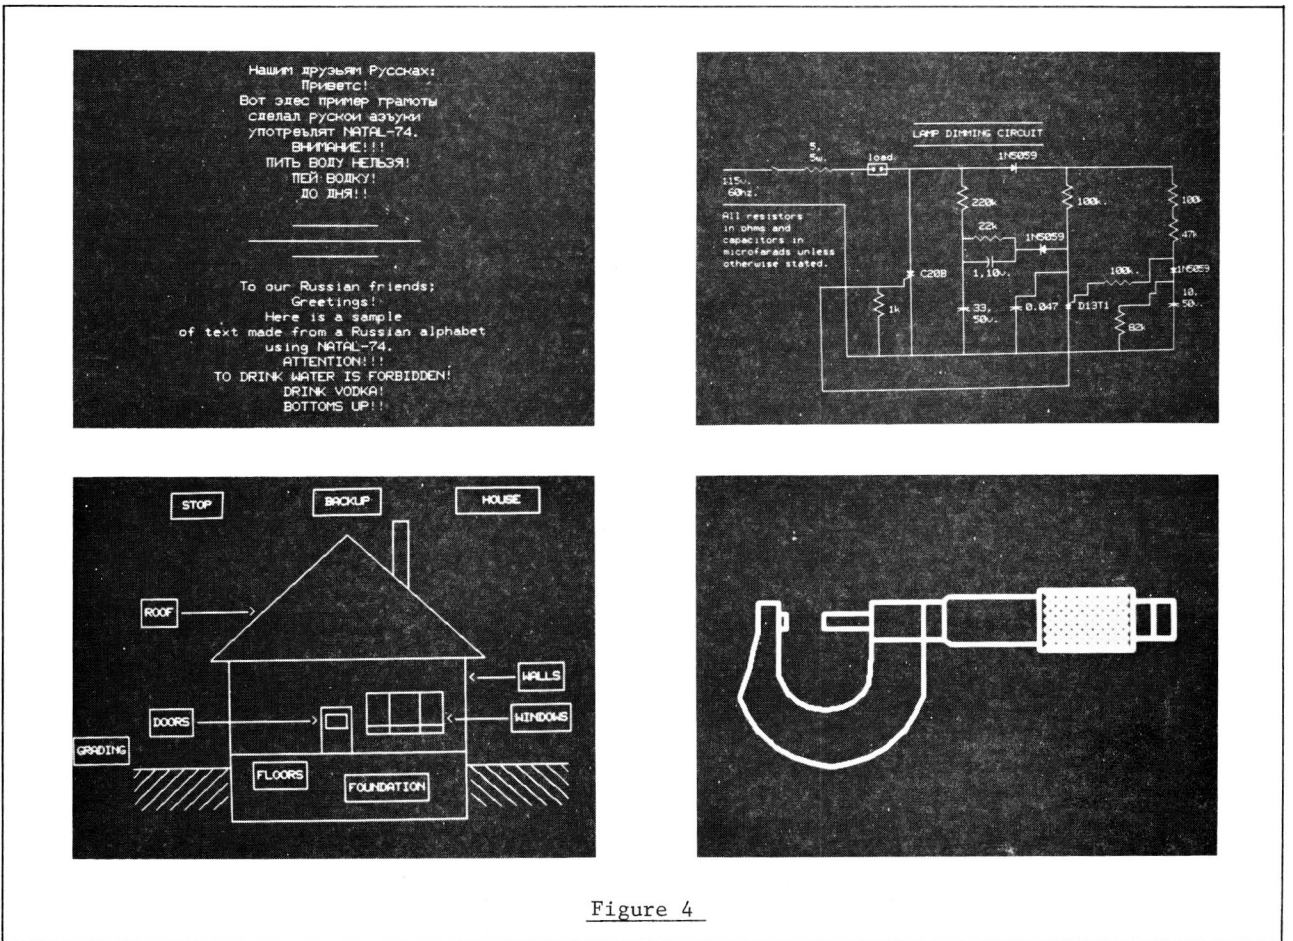 Нашим друзьям Русскаx:
Приветс!
Вот здес пример грамоты
сделал рускои азъуки
употреълят NATAL-74.
ВНИМАНИЕ!!!
ПИТЬ ВОДУ НЕЛЬЗЯ!
ПЕЙ ВОДКУ!
ДО ДНЯ!!
To our Russian friends;
Greetings!
Here is a sample
of text made from a Russian alphabet
using NATAL-74.
ATTENTION!!!
TO DRINK WATER IS FORBIDDEN!
DRINK VODKA!
BOTTOMS UP!!
LAMP DIMMING CIRCUIT
5,
5w.
load.
1N5059
115v.
60hz.
220k
100k.
100k
All resistors
in ohms and
capacitors in
microfarads unless
otherwise stated.
22k
1N5059
47k
1,10v.
C20B
100k.
1N5059
1k
33,
50v.
0.047
D13T1
10,
50v.
82k
STOP
BACKUP
HOUSE
ROOF
WALLS
DOORS
WINDOWS
GRADING
FLOORS
FOUNDATION
Figure 4